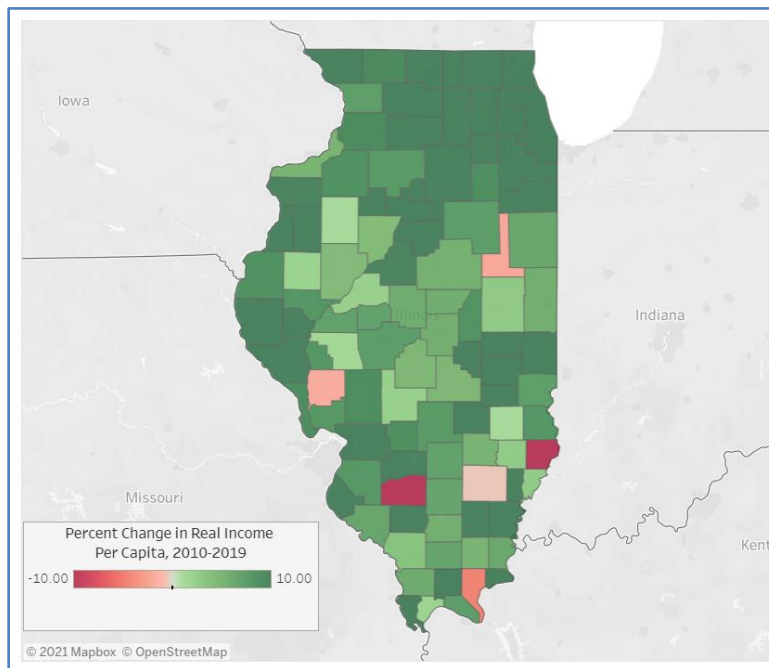 Iowa
Illinois
Indiana
Missouri
Kent
Percent Change in Real Income
Per Capita, 2010-2019
-10.00
10.00
© 2021 Mapbox © OpenStreetMap